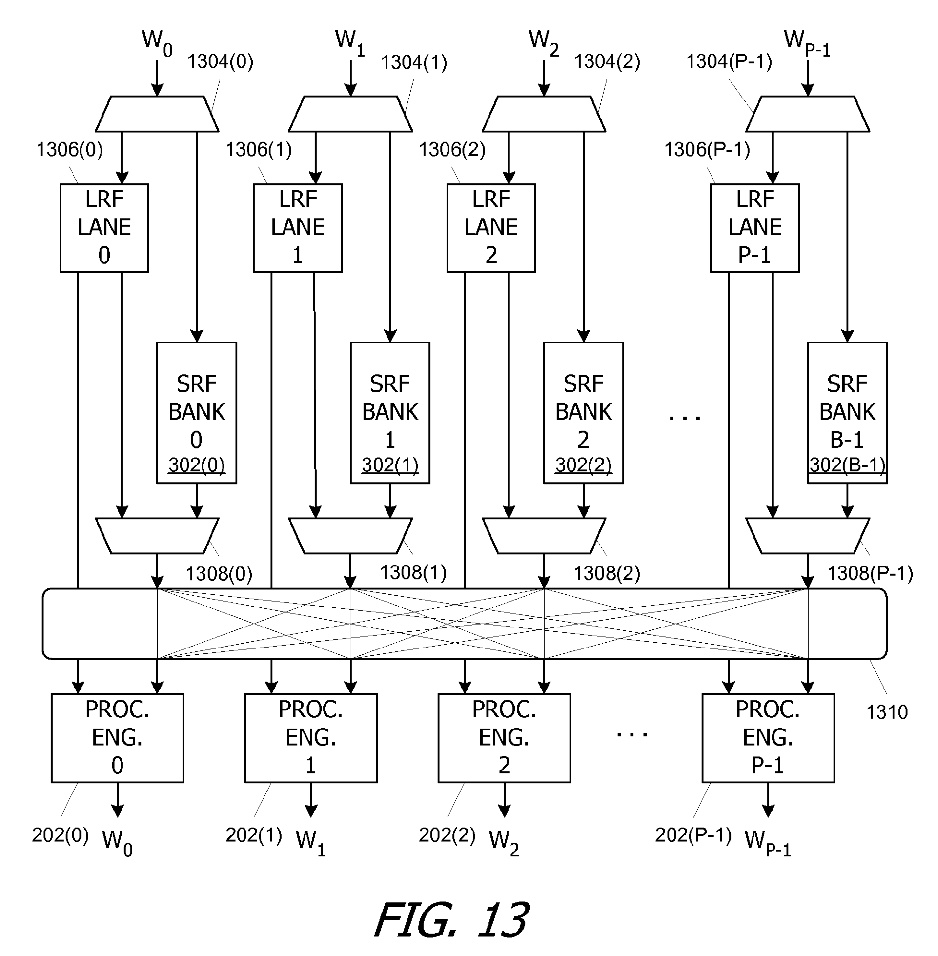 W0 W1 W2 WP-1
1304(0) 1304(1) 1304(2) 1304(P-1)
1306(0) 1306(1) 1306(2) 1306(P-1)
LRF LRF LRF LRF
LANE LANE LANE LANE
0 1 2 P-1
SRF SRF SRF SRF
BANK BANK BANK ... BANK
0 1 2 B-1
302(0) 302(1) 302(2) 302(B-1)
1308(0) 1308(1) 1308(2) 1308(P-1)
1310
PROC. PROC. PROC. PROC.
ENG. ENG. ENG. ... ENG.
0 1 2 P-1
202(0) W0 202(1) W1 202(2) W2 202(P-1) WP-1
FIG. 13